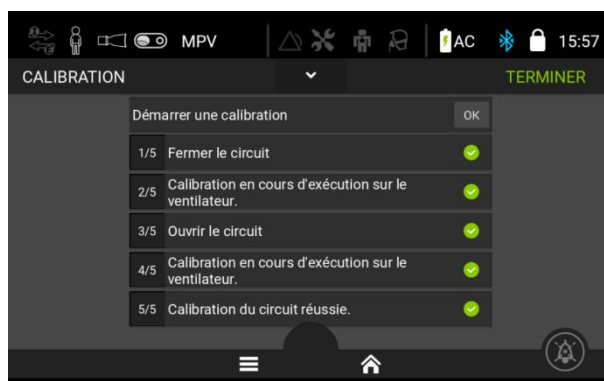 MPV AC 15:57
CALIBRATION TERMINER
Démarrer une calibration OK
1/5 Fermer le circuit
2/5 Calibration en cours d'exécution sur le
ventilateur.
3/5 Ouvrir le circuit
4/5 Calibration en cours d'exécution sur le
ventilateur.
5/5 Calibration du circuit réussie.